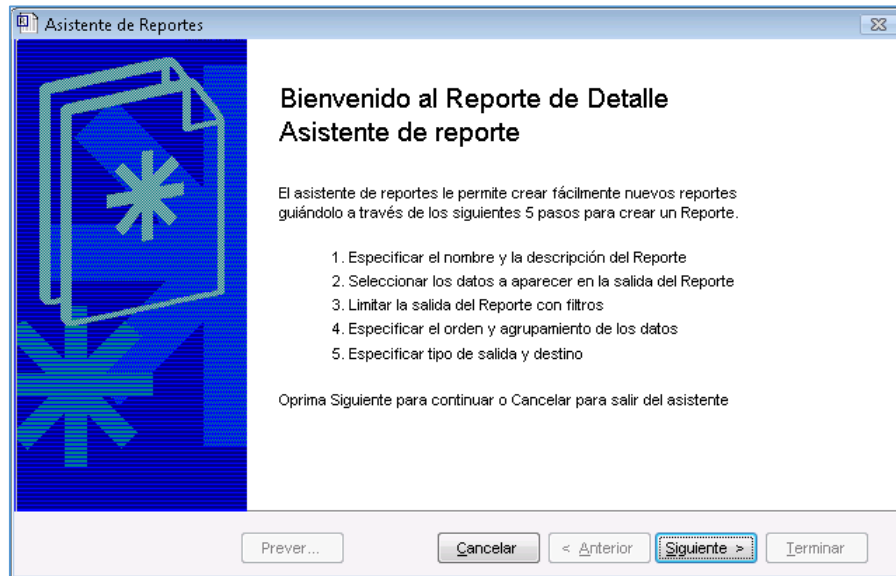 Asistente de Reportes
Bienvenido al Reporte de Detalle
Asistente de reporte
El asistente de reportes le permite crear fácilmente nuevos reportes
guiándolo a través de los siguientes 5 pasos para crear un Reporte.
1. Especificar el nombre y la descripción del Reporte
2. Seleccionar los datos a aparecer en la salida del Reporte
3. Limitar la salida del Reporte con filtros
4. Especificar el orden y agrupamiento de los datos
5. Especificar tipo de salida y destino
Oprima Siguiente para continuar o Cancelar para salir del asistente
Prever... Cancelar < Anterior Siguiente > Terminar